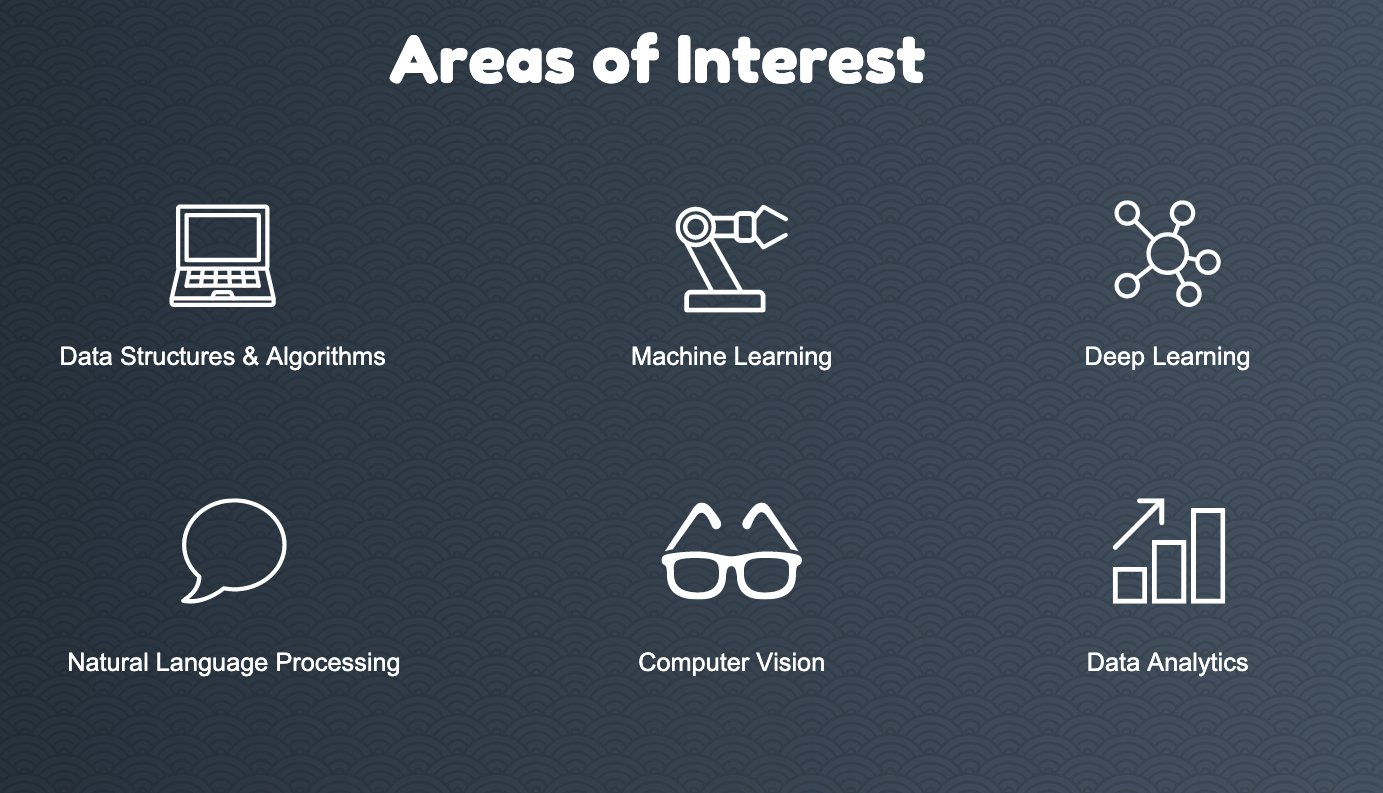 Areas of Interest
Data Structures & Algorithms
Machine Learning
Deep Learning
Natural Language Processing
Computer Vision
Data Analytics